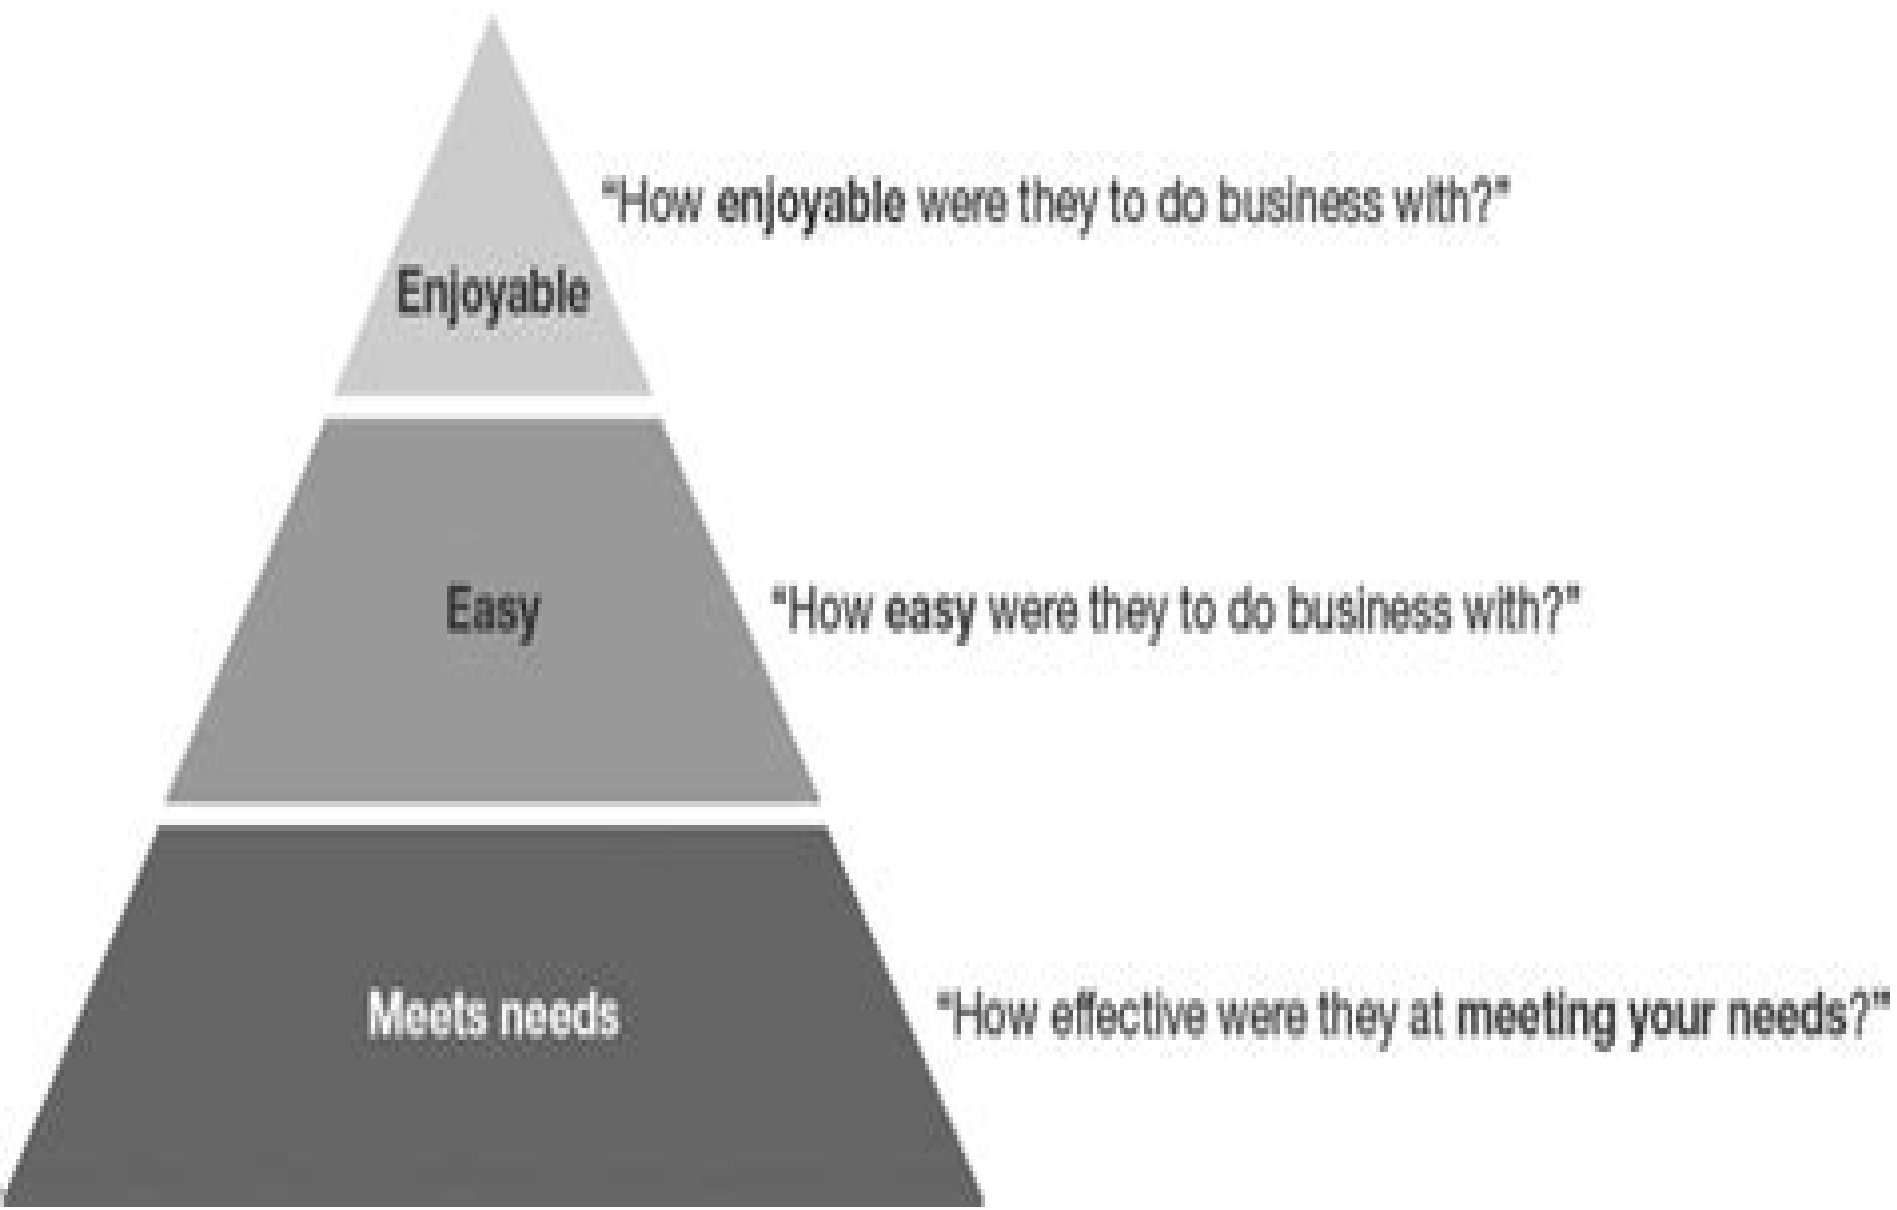 “How enjoyable were they to do business with?”
Enjoyable
Easy
“How easy were they to do business with?”
Meets needs
“How effective were they at meeting your needs?”